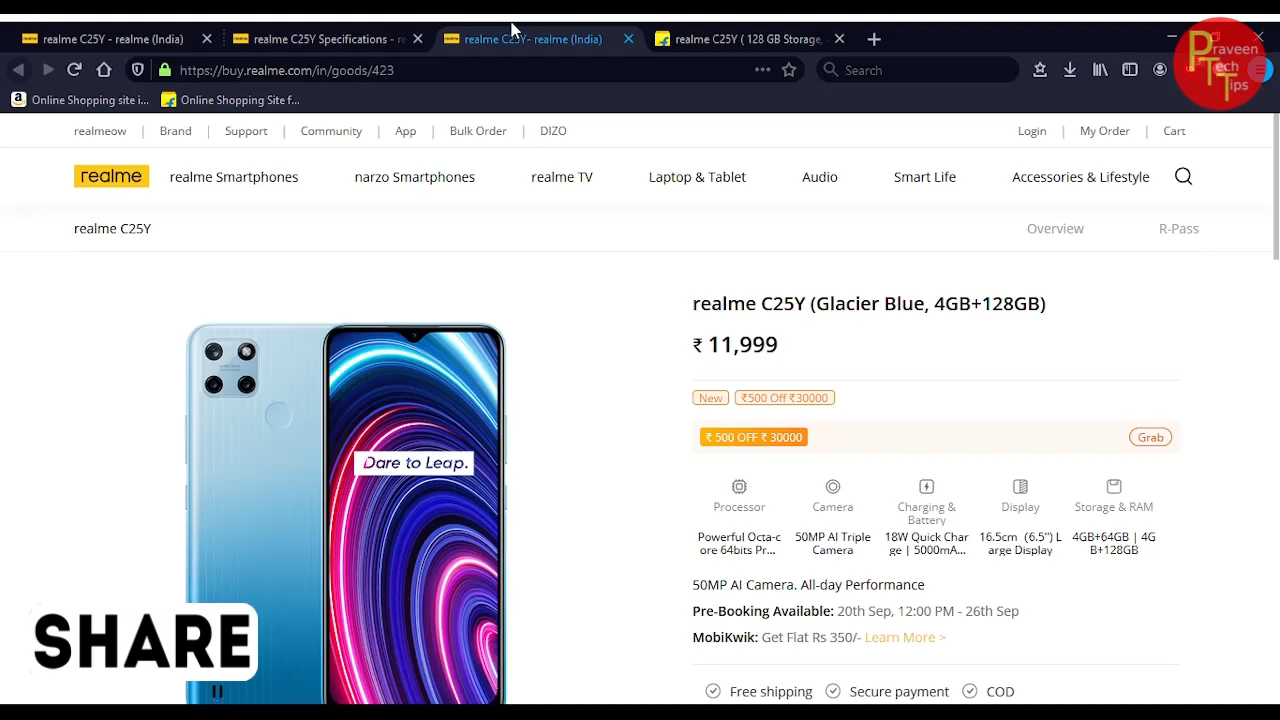 realme C25Y - realme (India)
realme C25Y Specifications - re
realme C25Y- realme (India)
realme C25Y ( 128 GB Storage,
https://buy.realme.com/in/goods/423
Search
Praveen
Tech
Tips
Online Shopping site i...
Online Shopping Site f...
realmeow
Brand
Support
Community
App
Bulk Order
DIZO
Login
My Order
Cart
realme
realme Smartphones
narzo Smartphones
realme TV
Laptop & Tablet
Audio
Smart Life
Accessories & Lifestyle
realme C25Y
Overview
R-Pass
realme C25Y (Glacier Blue, 4GB+128GB)
₹ 11,999
New
₹500 Off ₹30000
₹ 500 OFF ₹ 30000
Grab
Processor
Camera
Charging &
Battery
Display
Storage & RAM
Powerful Octa-c
ore 64bits Pr...
50MP AI Triple
Camera
18W Quick Char
ge | 5000mA...
16.5cm (6.5") L
arge Display
4GB+64GB | 4G
B+128GB
50MP AI Camera. All-day Performance
Pre-Booking Available: 20th Sep, 12:00 PM - 26th Sep
MobiKwik: Get Flat Rs 350/- Learn More >
Free shipping
Secure payment
COD
Dare to Leap.
SHARE